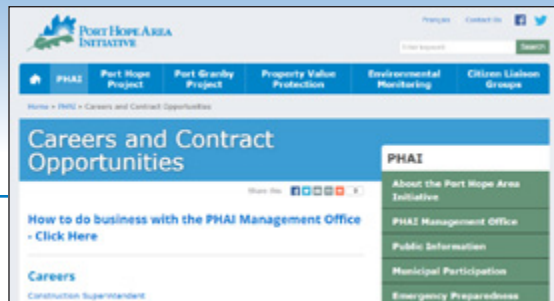 PORT HOPE AREA
INITIATIVE
Français Contact Us
Enter keyword Search
PHAI Port Hope Project Port Granby Project Property Value Protection Environmental Monitoring Citizen Liaison Groups
Home » PHAI » Careers and Contract Opportunities
Careers and Contract
Opportunities
Share this 0
How to do business with the PHAI Management Office
- Click Here
Careers
Construction Superintendent
PHAI
About the Port Hope Area
Initiative
PHAI Management Office
Public Information
Municipal Participation
Emergency Preparedness